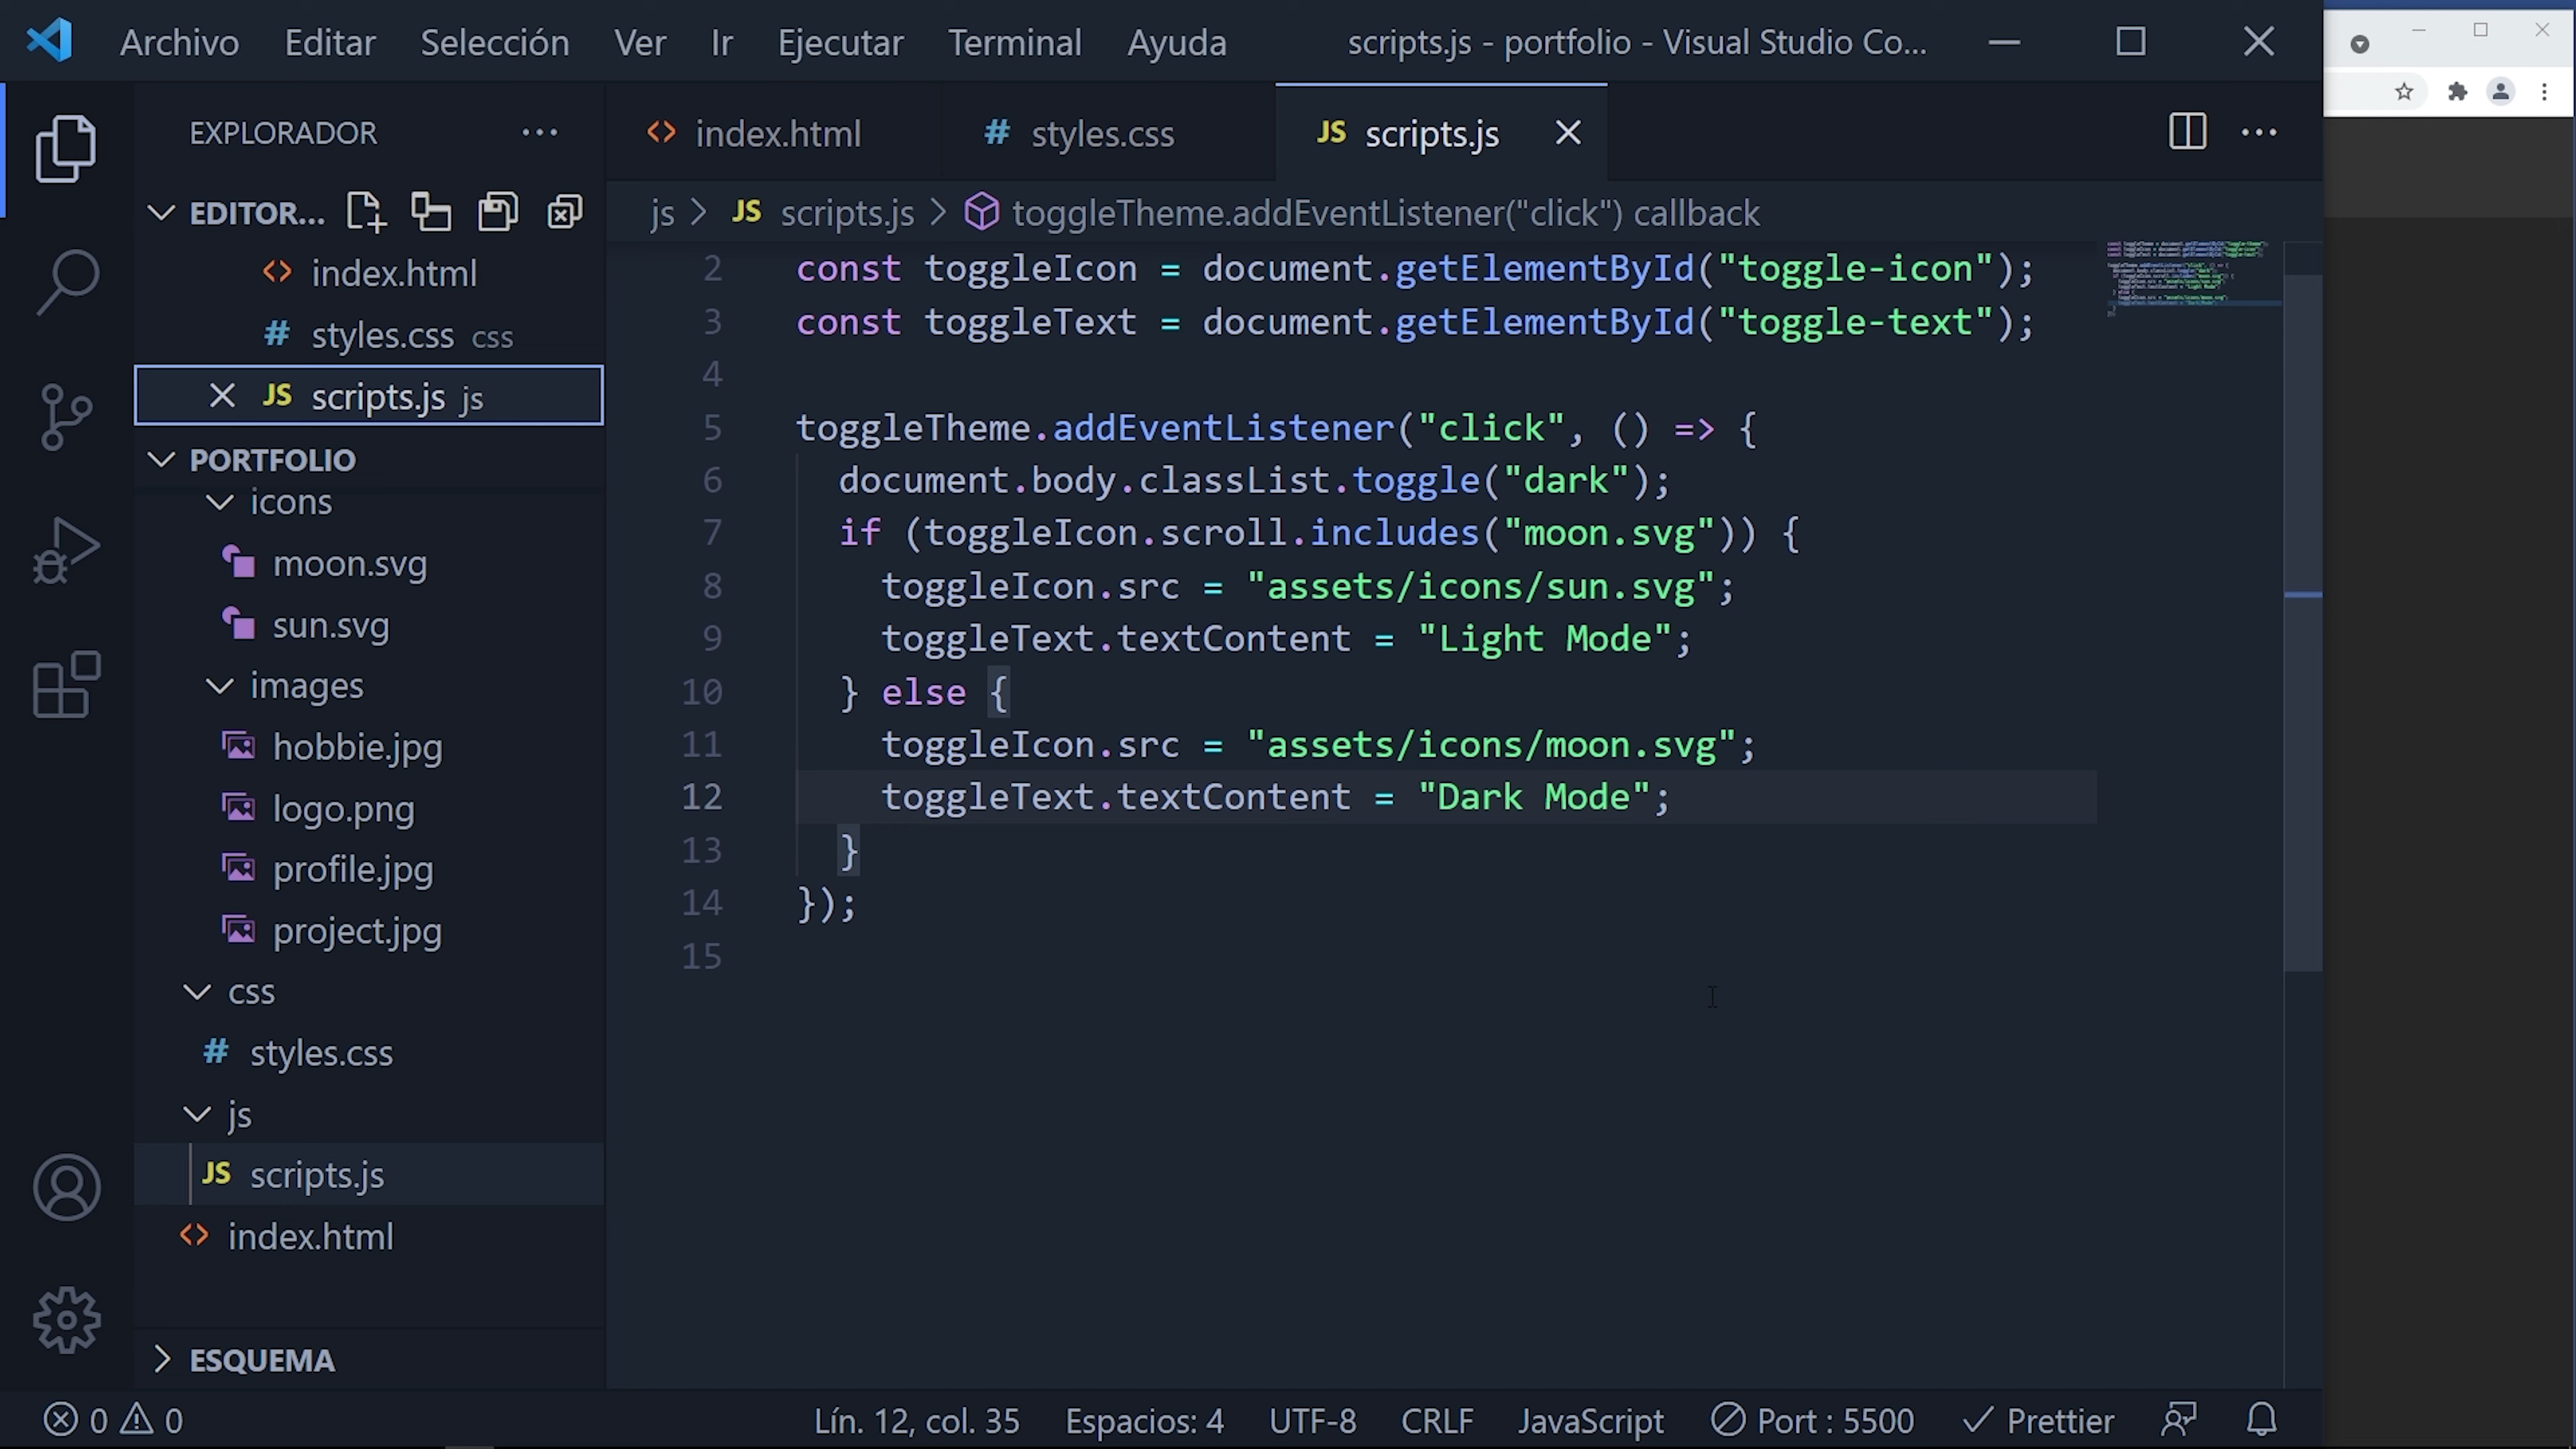 Archivo Editar Selección Ver Ir Ejecutar Terminal Ayuda scripts.js - portfolio - Visual Studio Co...
EXPLORADOR
EDITOR...
index.html
styles.css css
scripts.js js
PORTFOLIO
icons
moon.svg
sun.svg
images
hobbie.jpg
logo.png
profile.jpg
project.jpg
css
styles.css
js
JS scripts.js
index.html
ESQUEMA
index.html # styles.css JS scripts.js
js > JS scripts.js > toggleTheme.addEventListener("click") callback
2 const toggleIcon = document.getElementById("toggle-icon");
3 const toggleText = document.getElementById("toggle-text");
4
5 toggleTheme.addEventListener("click", () => {
6 document.body.classList.toggle("dark");
7 if (toggleIcon.scroll.includes("moon.svg")) {
8 toggleIcon.src = "assets/icons/sun.svg";
9 toggleText.textContent = "Light Mode";
10 } else {
11 toggleIcon.src = "assets/icons/moon.svg";
12 toggleText.textContent = "Dark Mode";
13 }
14 });
15
0 0 Lín. 12, col. 35 Espacios: 4 UTF-8 CRLF JavaScript Port : 5500 Prettier